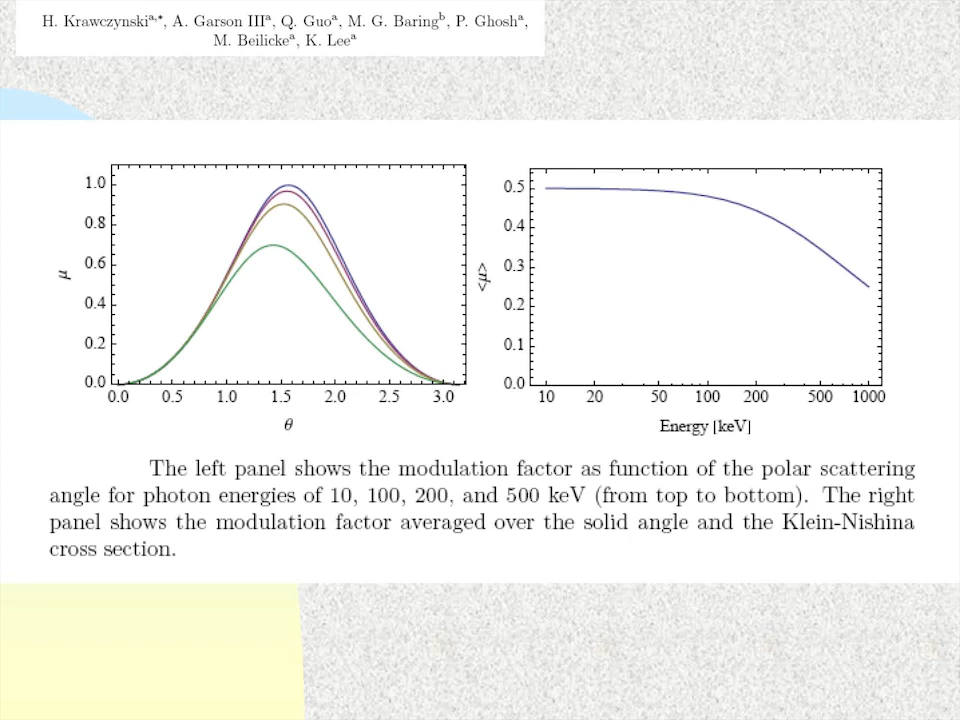 H. Krawczynskiᵃ,*, A. Garson IIIᵃ, Q. Guoᵃ, M. G. Baringᵇ, P. Ghoshᵃ,
M. Beilickeᵃ, K. Leeᵃ
1.0
0.8
0.6
0.4
0.2
0.0
μ
0.0 0.5 1.0 1.5 2.0 2.5 3.0
θ
0.5
0.4
0.3
0.2
0.1
0.0
<μ>
10 20 50 100 200 500 1000
Energy [keV]
The left panel shows the modulation factor as function of the polar scattering
angle for photon energies of 10, 100, 200, and 500 keV (from top to bottom). The right
panel shows the modulation factor averaged over the solid angle and the Klein-Nishina
cross section.